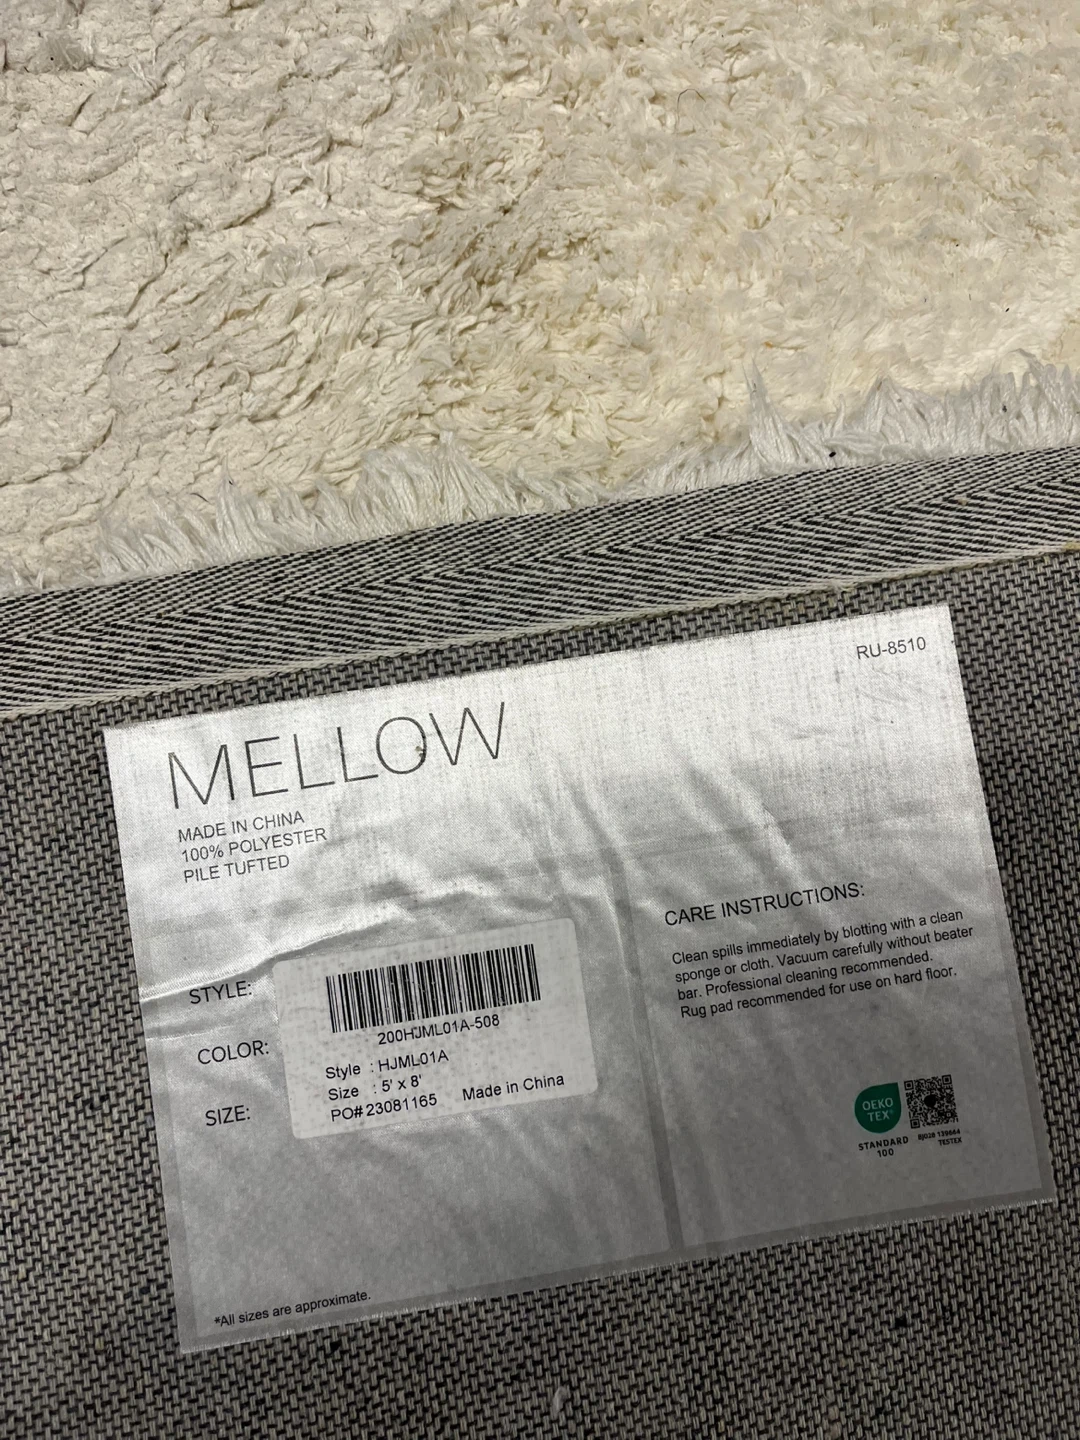 RU-8510
MELLOW
MADE IN CHINA
100% POLYESTER
PILE TUFTED
CARE INSTRUCTIONS:
Clean spills immediately by blotting with a clean
sponge or cloth. Vacuum carefully without beater
bar. Professional cleaning recommended.
Rug pad recommended for use on hard floor.
STYLE:
COLOR:
SIZE:
200HJML01A-508
Style : HJML01A
Size : 5' x 8'
PO# 23081165 Made in China
OEKO
TEX®
STANDARD
100
TESTEX
*All sizes are approximate.